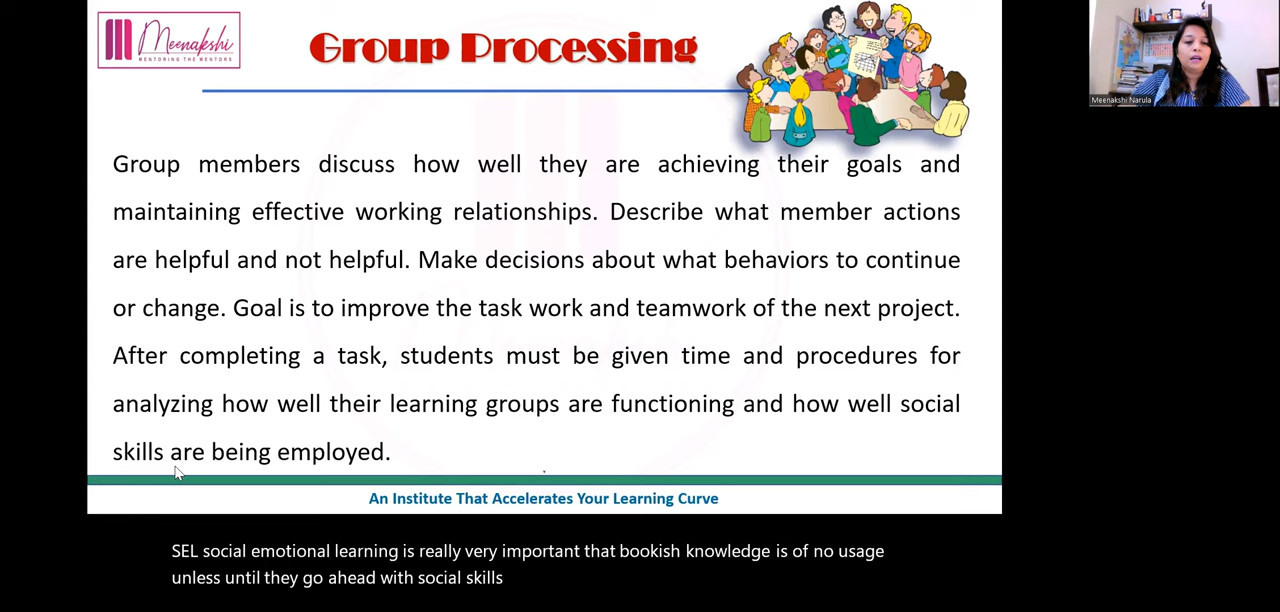 Meenakshi
MENTORING THE MENTORS
Group Processing
Meenakshi Narula
Group members discuss how well they are achieving their goals and
maintaining effective working relationships. Describe what member actions
are helpful and not helpful. Make decisions about what behaviors to continue
or change. Goal is to improve the task work and teamwork of the next project.
After completing a task, students must be given time and procedures for
analyzing how well their learning groups are functioning and how well social
skills are being employed.
An Institute That Accelerates Your Learning Curve
SEL social emotional learning is really very important that bookish knowledge is of no usage
unless until they go ahead with social skills